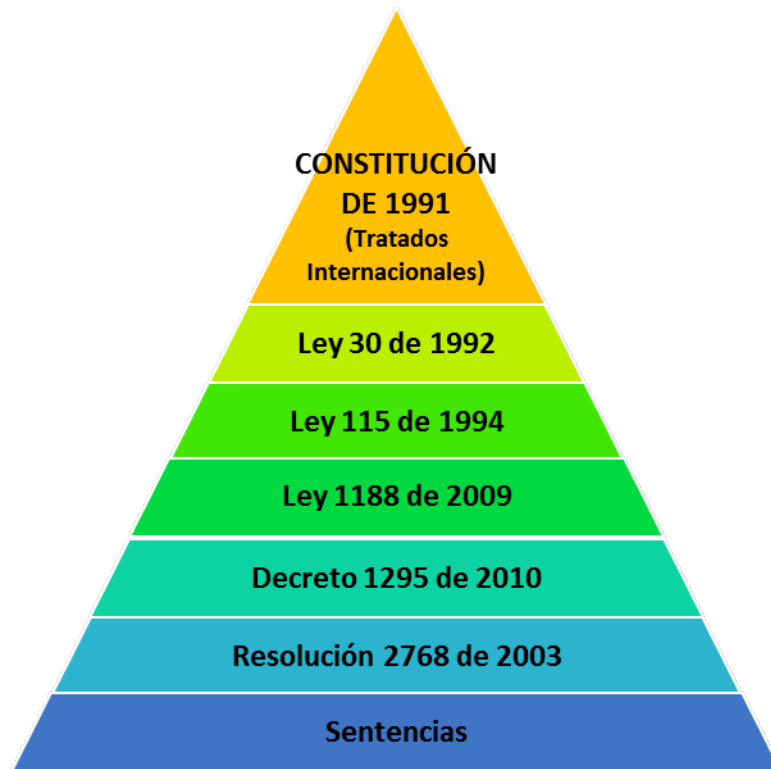 CONSTITUCIÓN
DE 1991
(Tratados
Internacionales)
Ley 30 de 1992
Ley 115 de 1994
Ley 1188 de 2009
Decreto 1295 de 2010
Resolución 2768 de 2003
Sentencias